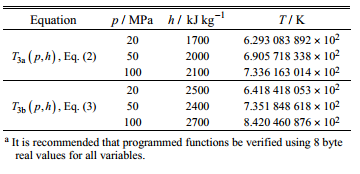 Equation p / MPa h / kJ kg⁻¹ T / K
20 1700 6.293 083 892 × 10²
T₃ₐ(p,h), Eq. (2) 50 2000 6.905 718 338 × 10²
100 2100 7.336 163 014 × 10²
20 2500 6.418 418 053 × 10²
T₃b(p,h), Eq. (3) 50 2400 7.351 848 618 × 10²
100 2700 8.420 460 876 × 10²
ᵃ It is recommended that programmed functions be verified using 8 byte
real values for all variables.